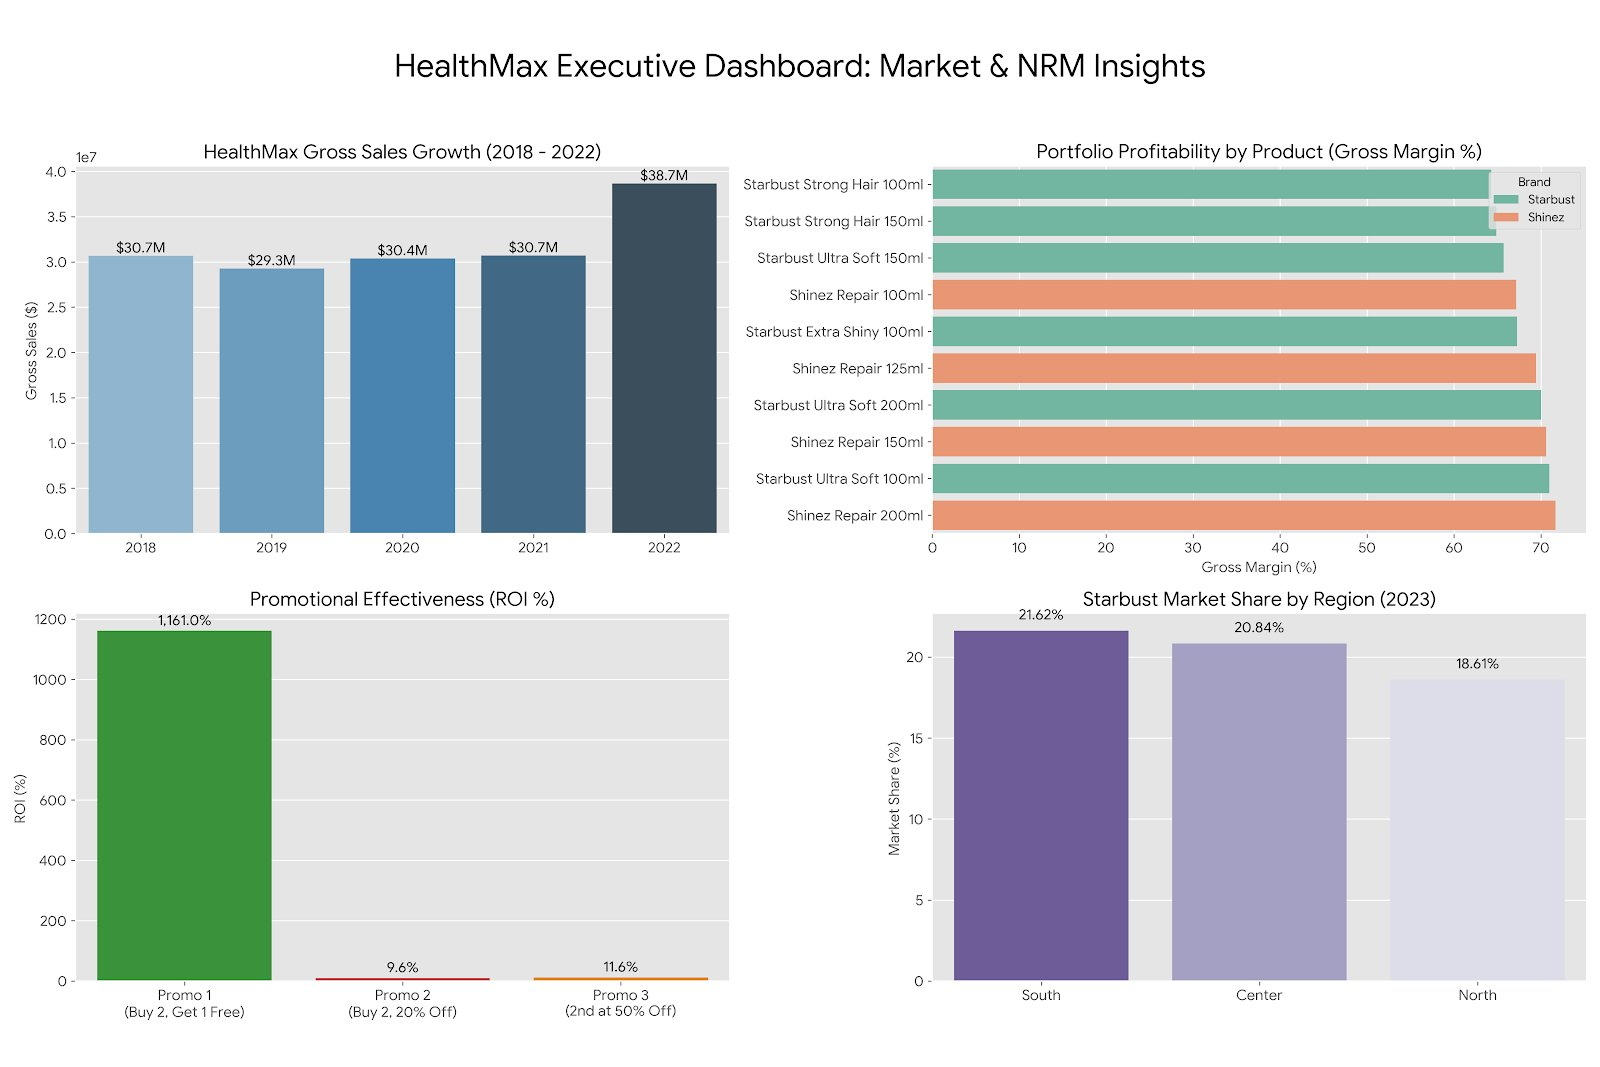 HealthMax Executive Dashboard: Market & NRM Insights
HealthMax Gross Sales Growth (2018 - 2022)
1e7
Gross Sales ($)
4.0
3.5
3.0
2.5
2.0
1.5
1.0
0.5
0.0
$30.7M
$29.3M
$30.4M
$30.7M
$38.7M
2018
2019
2020
2021
2022
Portfolio Profitability by Product (Gross Margin %)
Starbust Strong Hair 100ml
Starbust Strong Hair 150ml
Starbust Ultra Soft 150ml
Shinez Repair 100ml
Starbust Extra Shiny 100ml
Shinez Repair 125ml
Starbust Ultra Soft 200ml
Shinez Repair 150ml
Starbust Ultra Soft 100ml
Shinez Repair 200ml
Brand
Starbust
Shinez
0
10
20
30
40
50
60
70
Gross Margin (%)
Promotional Effectiveness (ROI %)
ROI (%)
1200
1000
800
600
400
200
0
1,161.0%
9.6%
11.6%
Promo 1
(Buy 2, Get 1 Free)
Promo 2
(Buy 2, 20% Off)
Promo 3
(2nd at 50% Off)
Starbust Market Share by Region (2023)
Market Share (%)
20
15
10
5
0
21.62%
20.84%
18.61%
South
Center
North